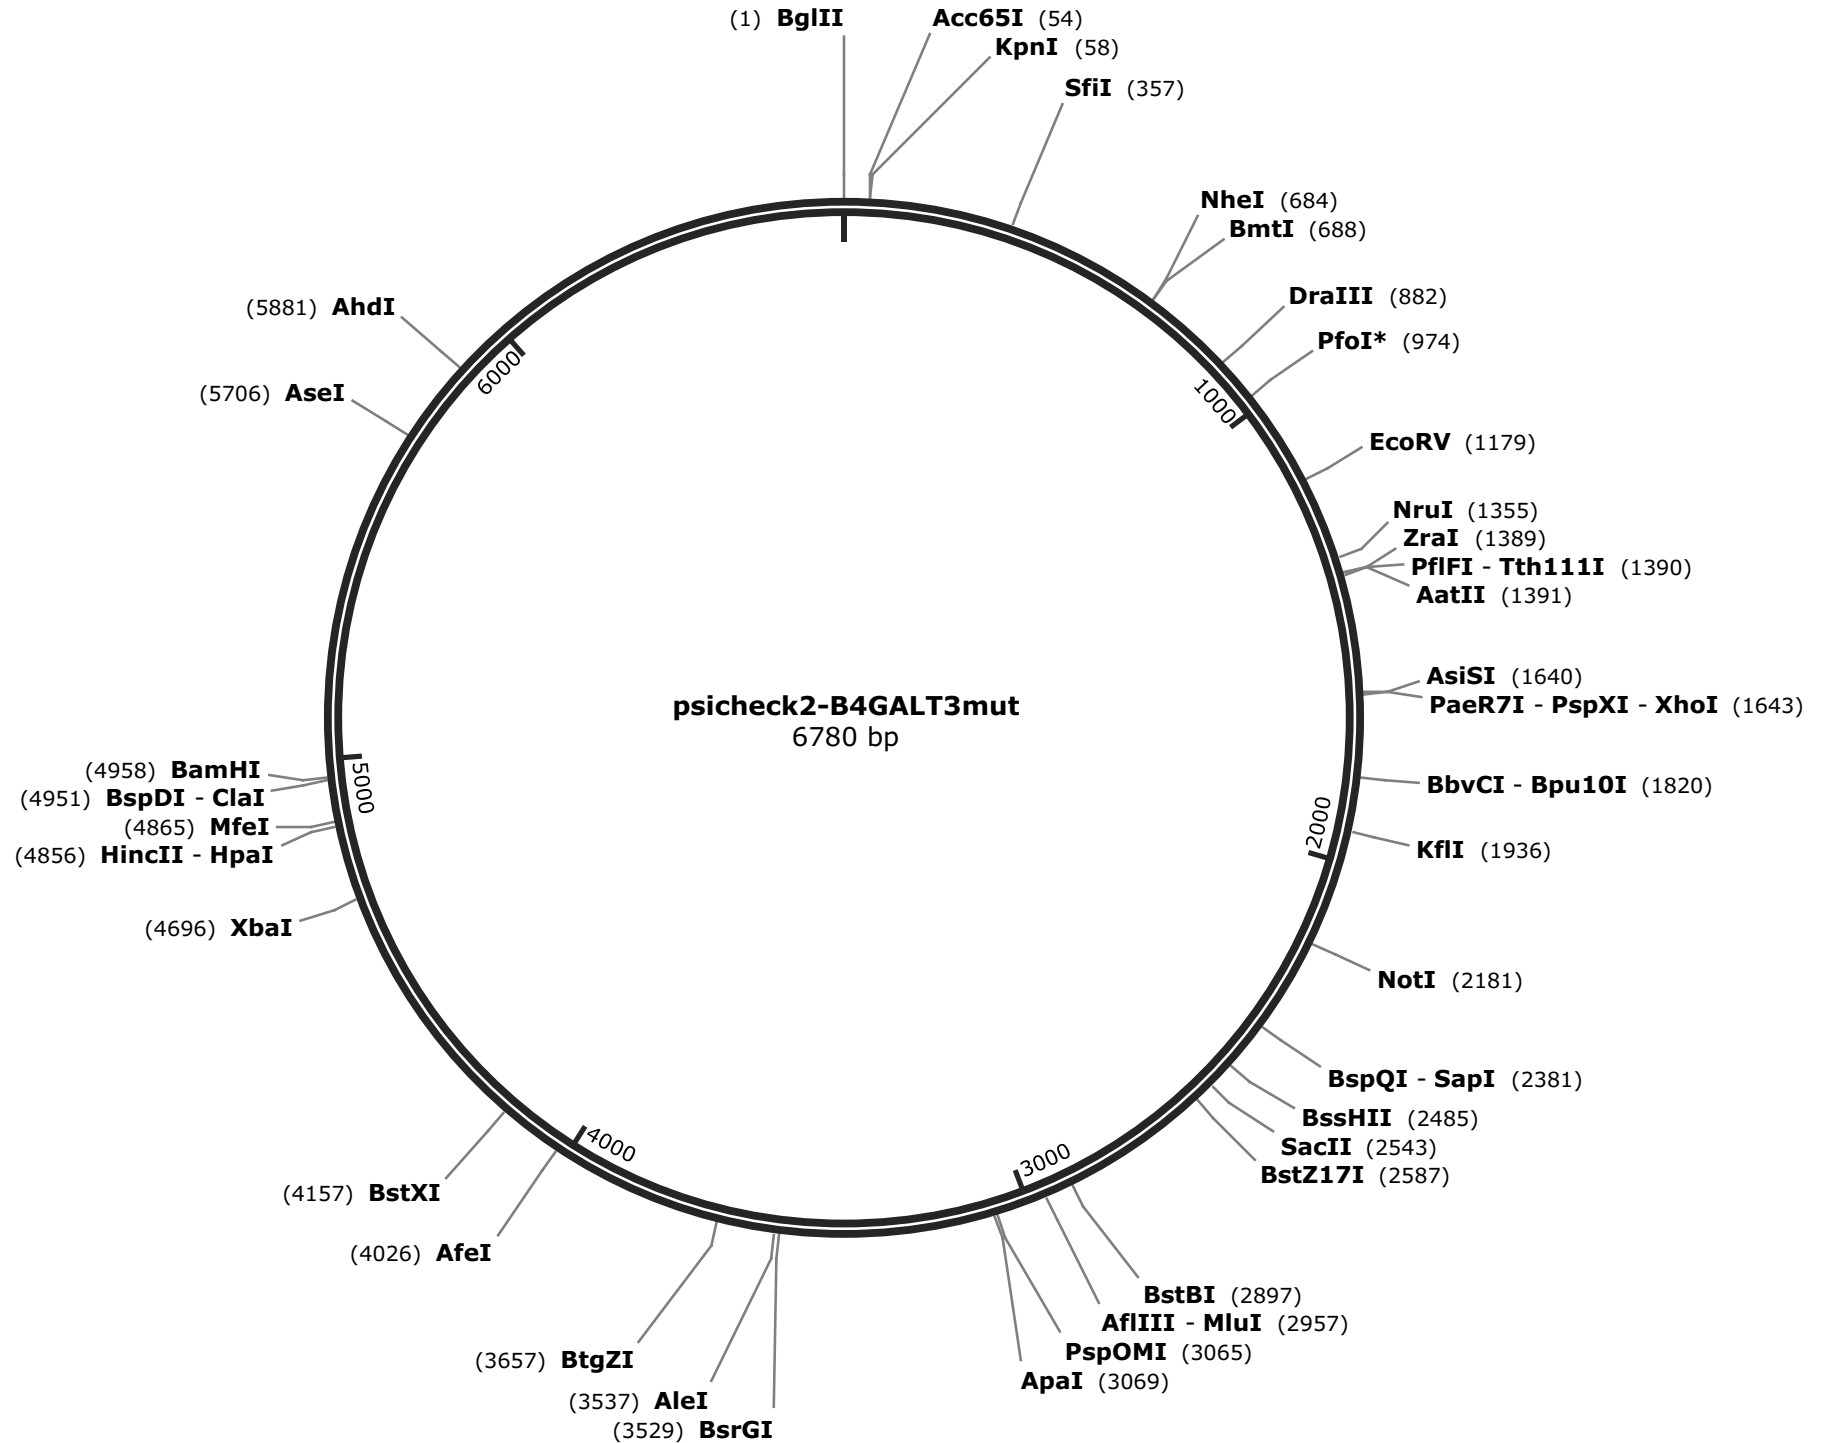 (1) BglII
Acc65I (54)
KpnI (58)
SfiI (357)
NheI (684)
BmtI (688)
DraIII (882)
PfoI* (974)
EcoRV (1179)
NruI (1355)
ZraI (1389)
PflFI - Tth111I (1390)
AatII (1391)
AsiSI (1640)
PaeR7I - PspXI - XhoI (1643)
BbvCI - Bpu10I (1820)
KflI (1936)
NotI (2181)
BspQI - SapI (2381)
BssHII (2485)
SacII (2543)
BstZ17I (2587)
BstBI (2897)
AflIII - MluI (2957)
PspOMI (3065)
ApaI (3069)
(3529) BsrGI
(3537) AleI
(3657) BtgZI
(4026) AfeI
(4157) BstXI
(4696) XbaI
(4856) HincII - HpaI
(4865) MfeI
(4951) BspDI - ClaI
(4958) BamHI
(5706) AseI
(5881) AhdI
1000
2000
3000
4000
5000
6000
psicheck2-B4GALT3mut
6780 bp